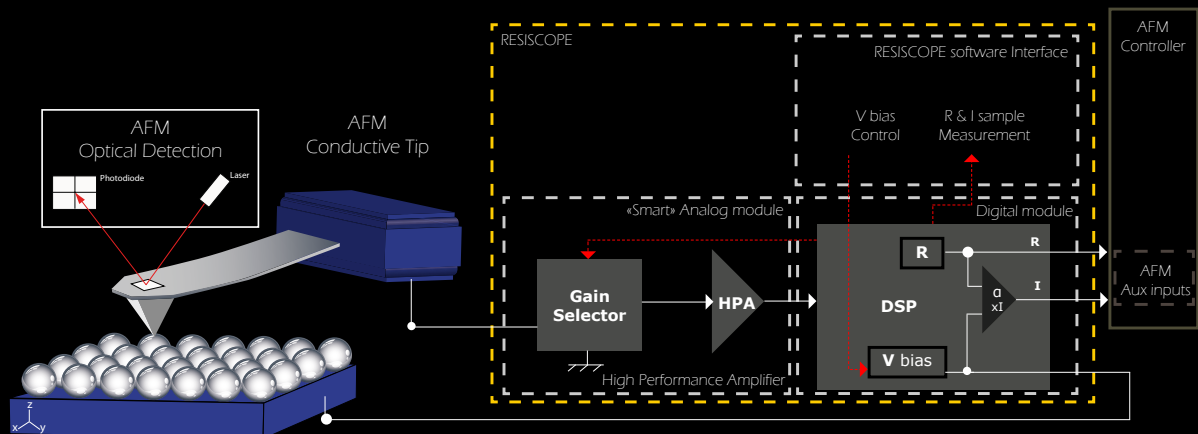 RESISCOPE
RESISCOPE software Interface
AFM
Controller
AFM
Optical Detection
Photodiode
Laser
AFM
Conductive Tip
V bias
Control
R & I sample
Measurement
«Smart» Analog module
Digital module
Gain
Selector
HPA
DSP
R
R
I
α
xI
V bias
AFM
Aux inputs
High Performance Amplifier
z
x
y